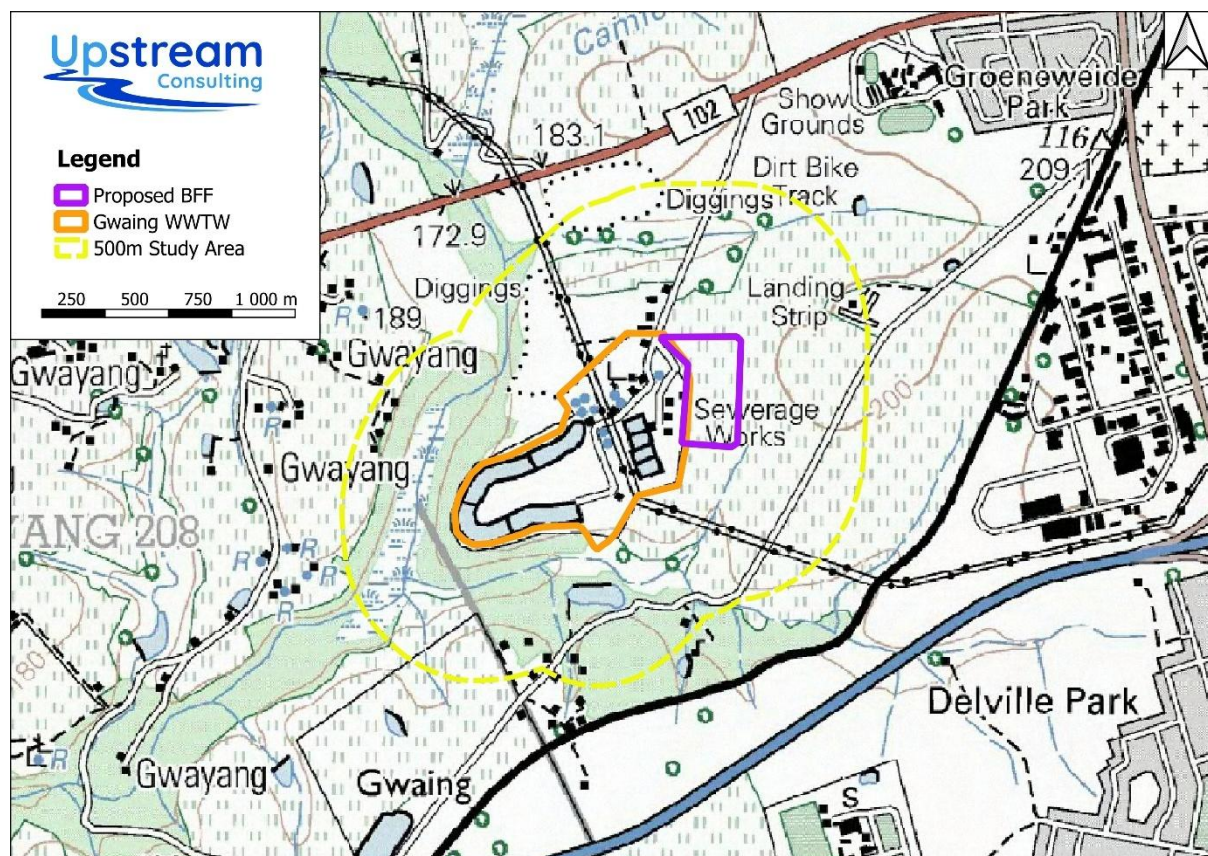 Upstream
Consulting
Legend
Proposed BFF
Gwaing WWTW
500m Study Area
250 500 750 1 000 m
102
183.1
172.9
Show
Grounds
Groeneweide
Park
116
209.1
Dirt Bike
Track
Diggings
Diggings
Landing
Strip
189
R
Gwayang
Gwayang
R
Gwayang
Sewerage
Works
200
ANG 208
R
R
R
180
Gwayang
R
Gwaing
Dèlville Park
S